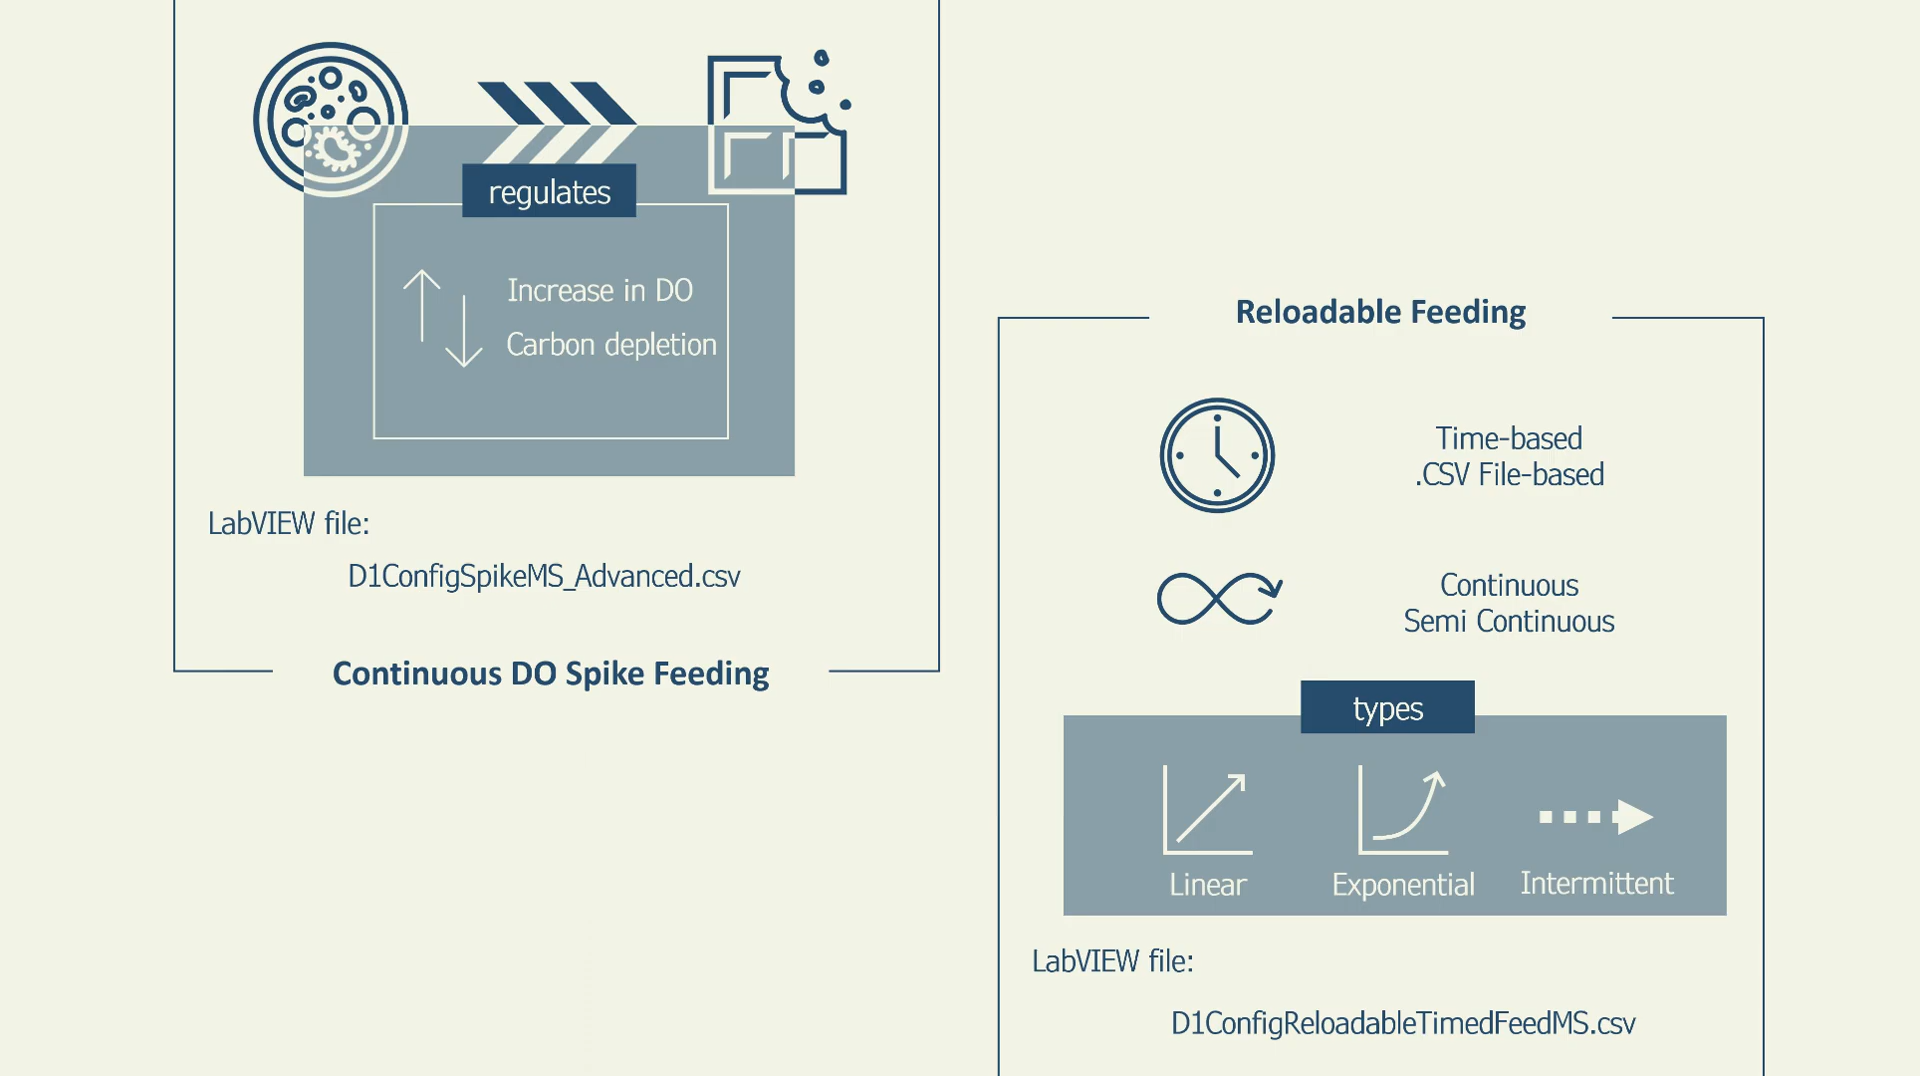 regulates
Increase in DO
Carbon depletion
LabVIEW file:
D1ConfigSpikeMS_Advanced.csv
Continuous DO Spike Feeding
Reloadable Feeding
Time-based
.CSV File-based
Continuous
Semi Continuous
types
Linear
Exponential
Intermittent
LabVIEW file:
D1ConfigReloadableTimedFeedMS.csv